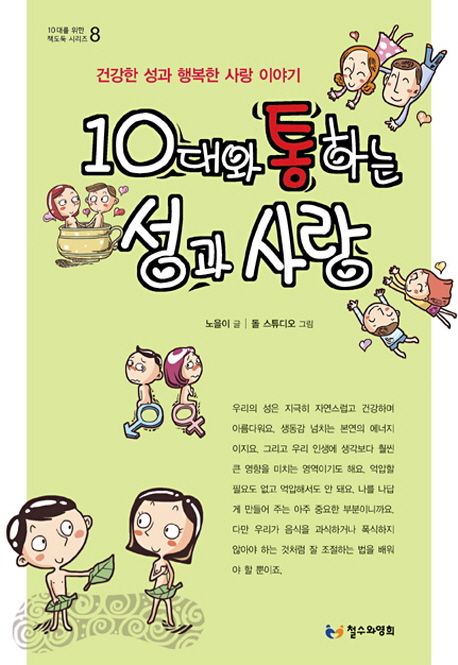 10대를 위한
책도둑 시리즈 8
건강한 성과 행복한 사랑 이야기
10대와 통하는
성과 사랑
노을이 글 | 돌 스튜디오 그림
우리의 성은 지극히 자연스럽고 건강하며
아름다워요. 생동감 넘치는 본연의 에너지
이지요. 그리고 우리 인생에 생각보다 훨씬
큰 영향을 미치는 영역이기도 해요. 억압할
필요도 없고 억압해서도 안 돼요. 나를 나답
게 만들어 주는 아주 중요한 부분이니까요.
다만 우리가 음식을 과식하거나 폭식하지
않아야 하는 것처럼 잘 조절하는 법을 배워
야 할 뿐이죠.
철수와영희